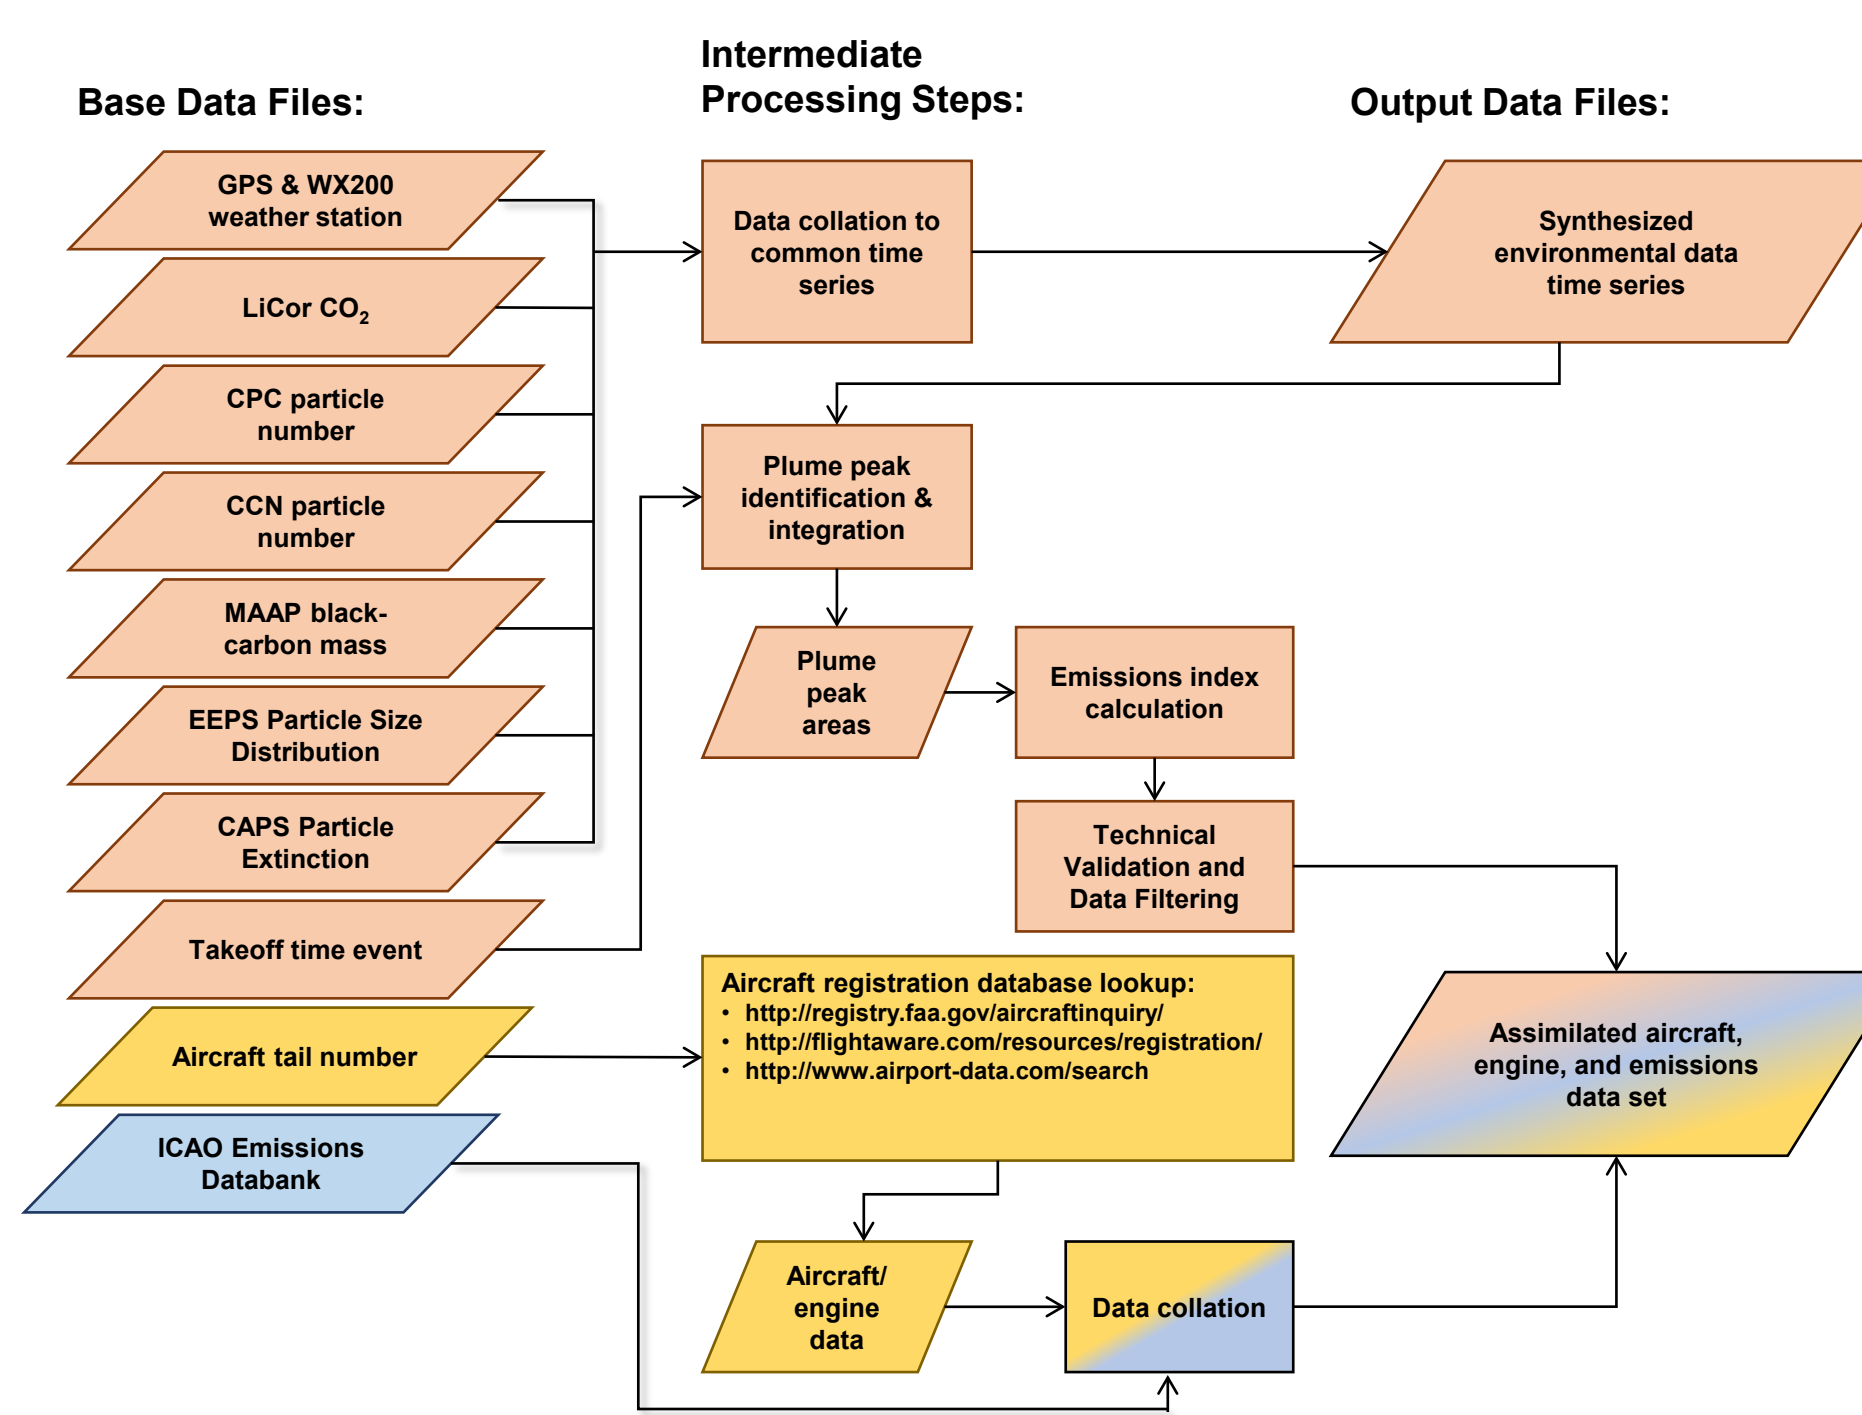 Base Data Files:
Intermediate
Processing Steps:
Output Data Files:
GPS & WX200
weather station
LiCor CO₂
CPC particle
number
CCN particle
number
MAAP black-
carbon mass
EEPS Particle Size
Distribution
CAPS Particle
Extinction
Takeoff time event
Aircraft tail number
ICAO Emissions
Databank
Data collation to
common time
series
Synthesized
environmental data
time series
Plume peak
identification &
integration
Plume
peak
areas
Emissions index
calculation
Technical
Validation and
Data Filtering
Aircraft registration database lookup:
• http://registry.faa.gov/aircraftinquiry/
• http://flightaware.com/resources/registration/
• http://www.airport-data.com/search
Assimilated aircraft,
engine, and emissions
data set
Aircraft/
engine
data
Data collation